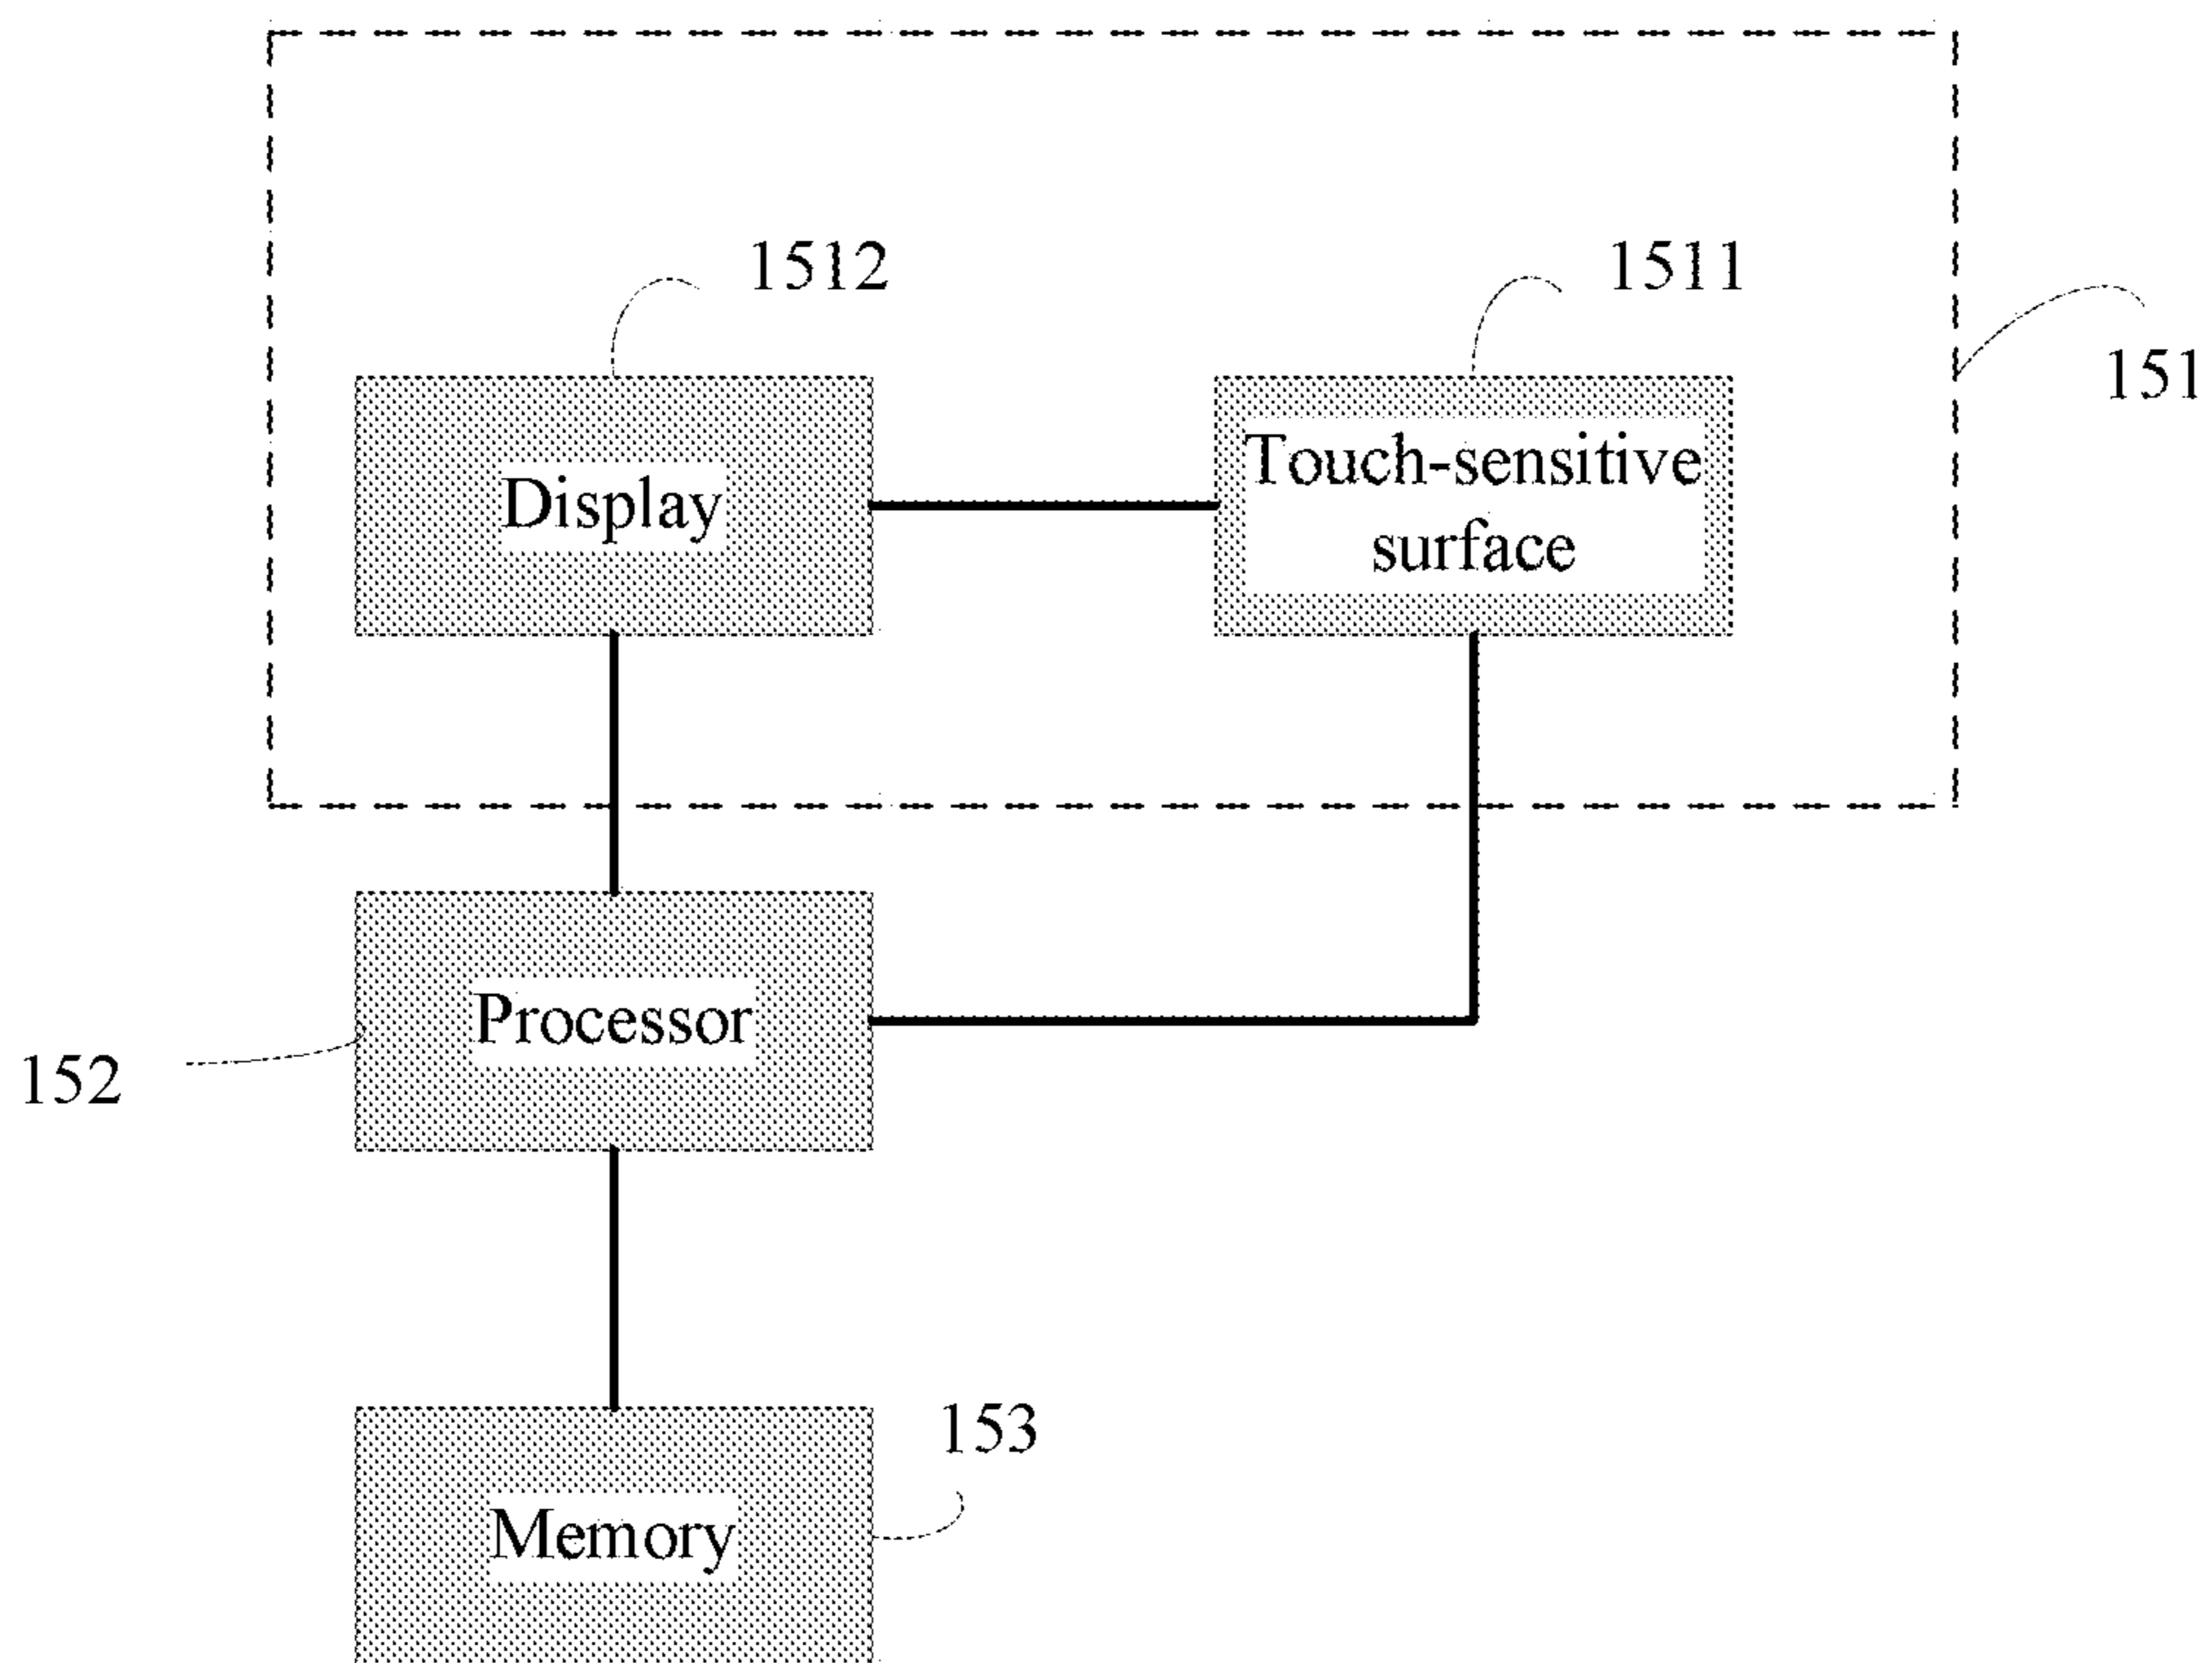 1512
1511
151
Display
Touch-sensitive
surface
Processor
152
153
Memory